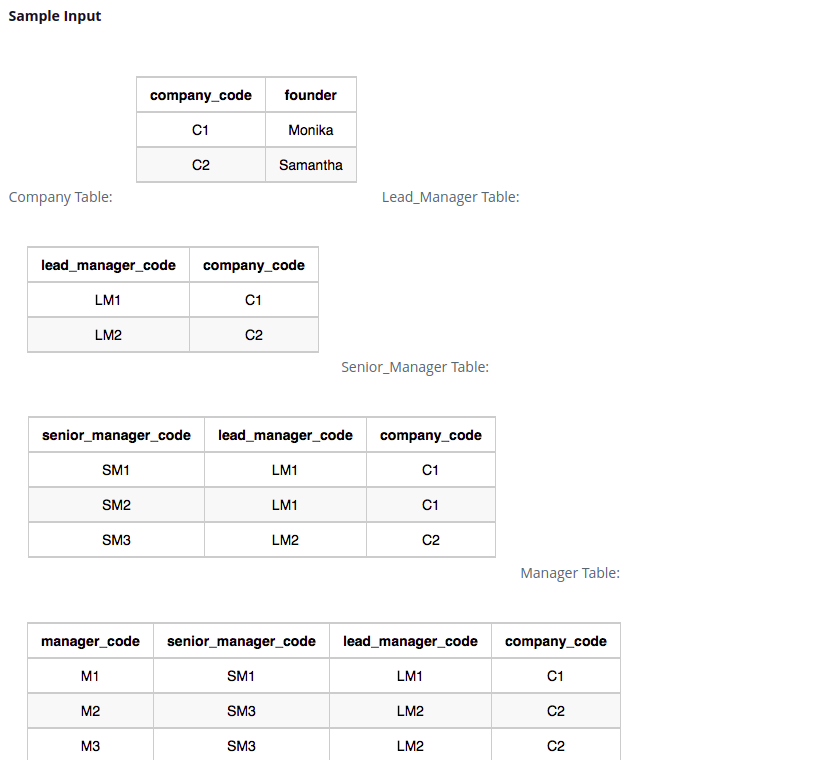 Sample Input
company_code founder
C1 Monika
C2 Samantha
Company Table: Lead_Manager Table:
lead_manager_code company_code
LM1 C1
LM2 C2
Senior_Manager Table:
senior_manager_code lead_manager_code company_code
SM1 LM1 C1
SM2 LM1 C1
SM3 LM2 C2
Manager Table:
manager_code senior_manager_code lead_manager_code company_code
M1 SM1 LM1 C1
M2 SM3 LM2 C2
M3 SM3 LM2 C2